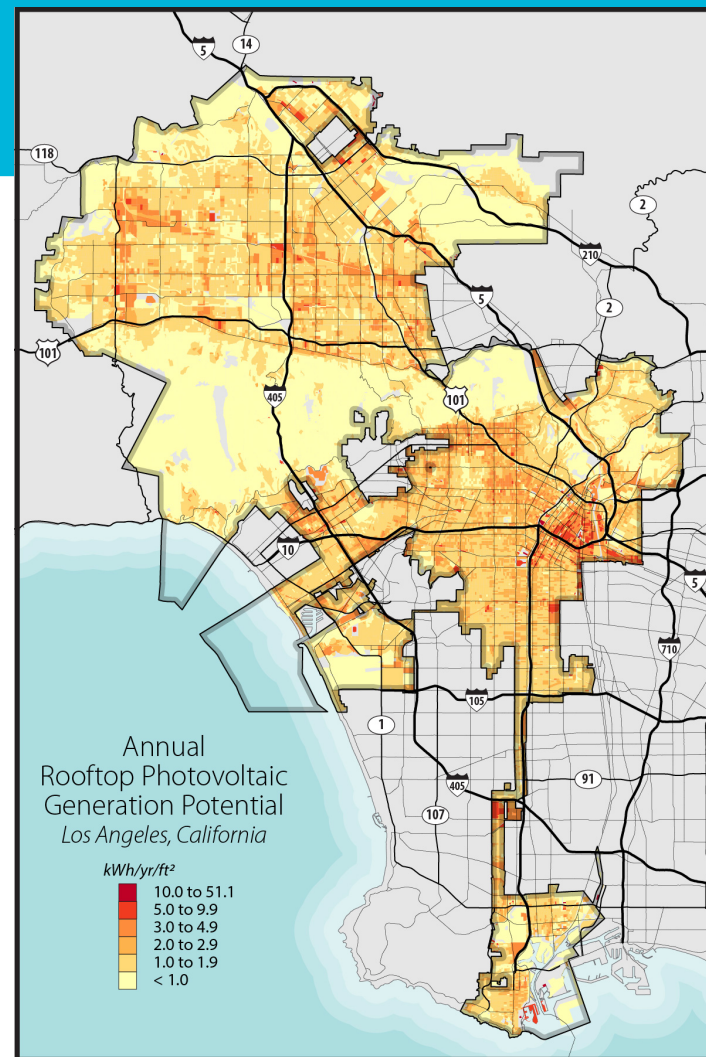 5
14
118
2
210
5
2
101
405
101
10
5
710
105
1
405
91
107
Annual
Rooftop Photovoltaic
Generation Potential
Los Angeles, California
kWh/yr/ft²
10.0 to 51.1
5.0 to 9.9
3.0 to 4.9
2.0 to 2.9
1.0 to 1.9
< 1.0